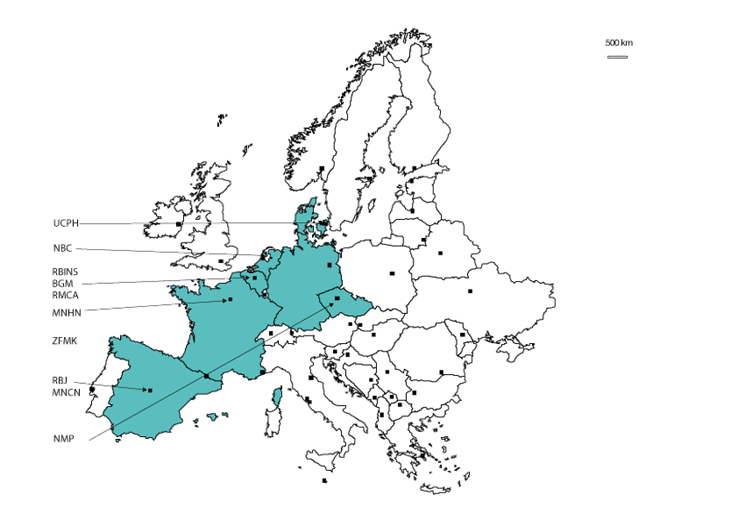 500 km
UCPH
NBC
RBINS
BGM
RMCA
MNHN
ZFMK
RBJ
MNCN
NMP